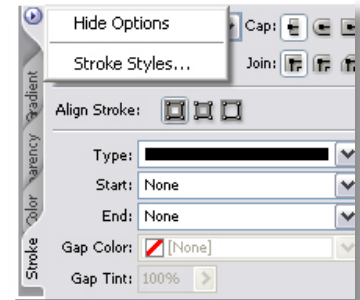 Hide Options
Stroke Styles...
Cap:
Join:
Align Stroke:
Type:
Start: None
End: None
Gap Color: [None]
Gap Tint: 100%
Gradient
Color
Stroke